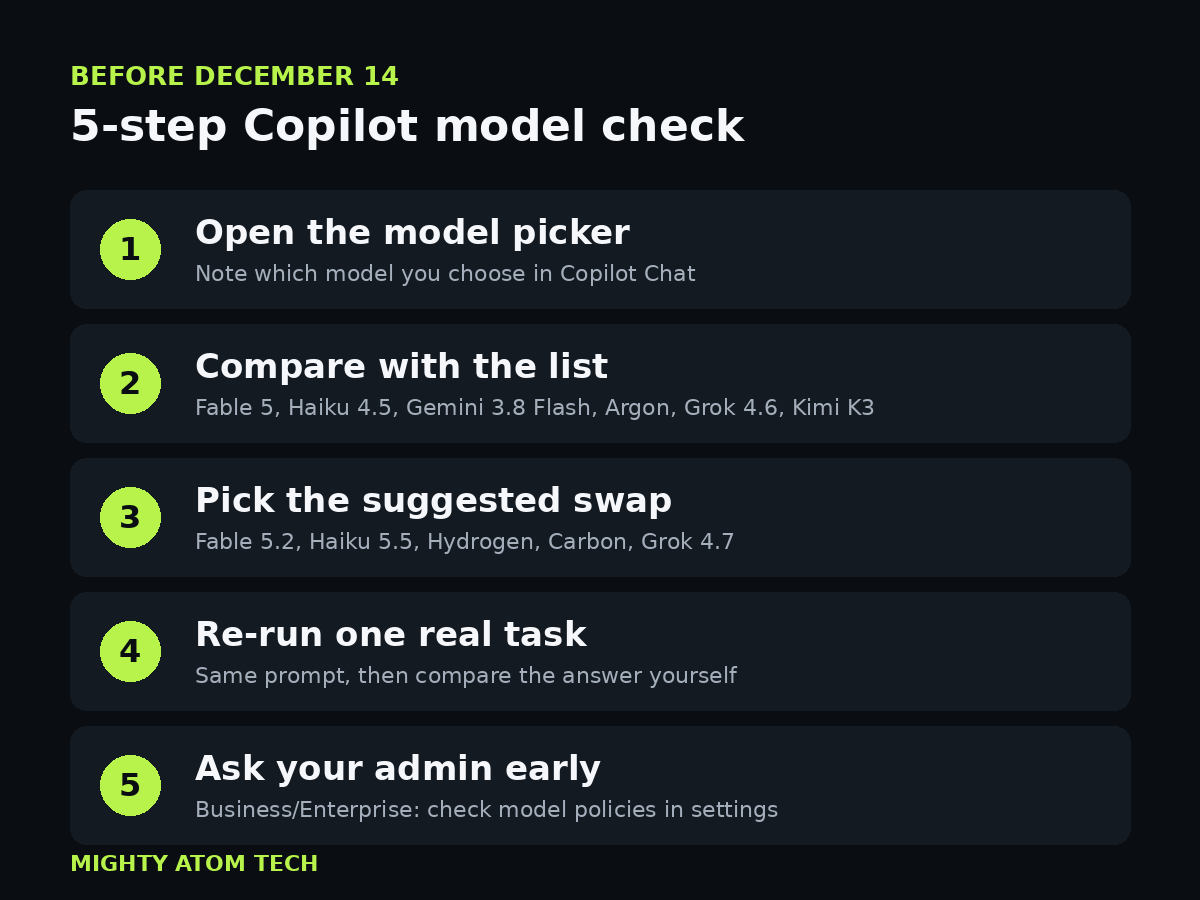 BEFORE DECEMBER 14
5-step Copilot model check
1
Open the model picker
Note which model you choose in Copilot Chat
2
Compare with the list
Fable 5, Haiku 4.5, Gemini 3.8 Flash, Argon, Grok 4.6, Kimi K3
3
Pick the suggested swap
Fable 5.2, Haiku 5.5, Hydrogen, Carbon, Grok 4.7
4
Re-run one real task
Same prompt, then compare the answer yourself
5
Ask your admin early
Business/Enterprise: check model policies in settings
MIGHTY ATOM TECH